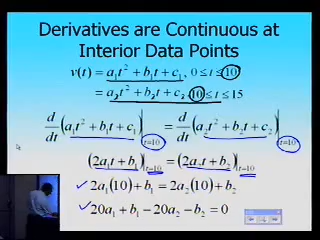 Derivatives are Continuous at
Interior Data Points
v(t) = a₁t² + b₁t + c₁, 0 ≤ t ≤ 10
= a₂t² + b₂t + c₂, 10 ≤ t ≤ 15
d/dt (a₁t² + b₁t + c₁) |t=10 = d/dt (a₂t² + b₂t + c₂) |t=10
(2a₁t + b₁)|t=10 = (2a₂t + b₂)|t=10
✓ 2a₁(10) + b₁ = 2a₂(10) + b₂
✓ 20a₁ + b₁ − 20a₂ − b₂ = 0